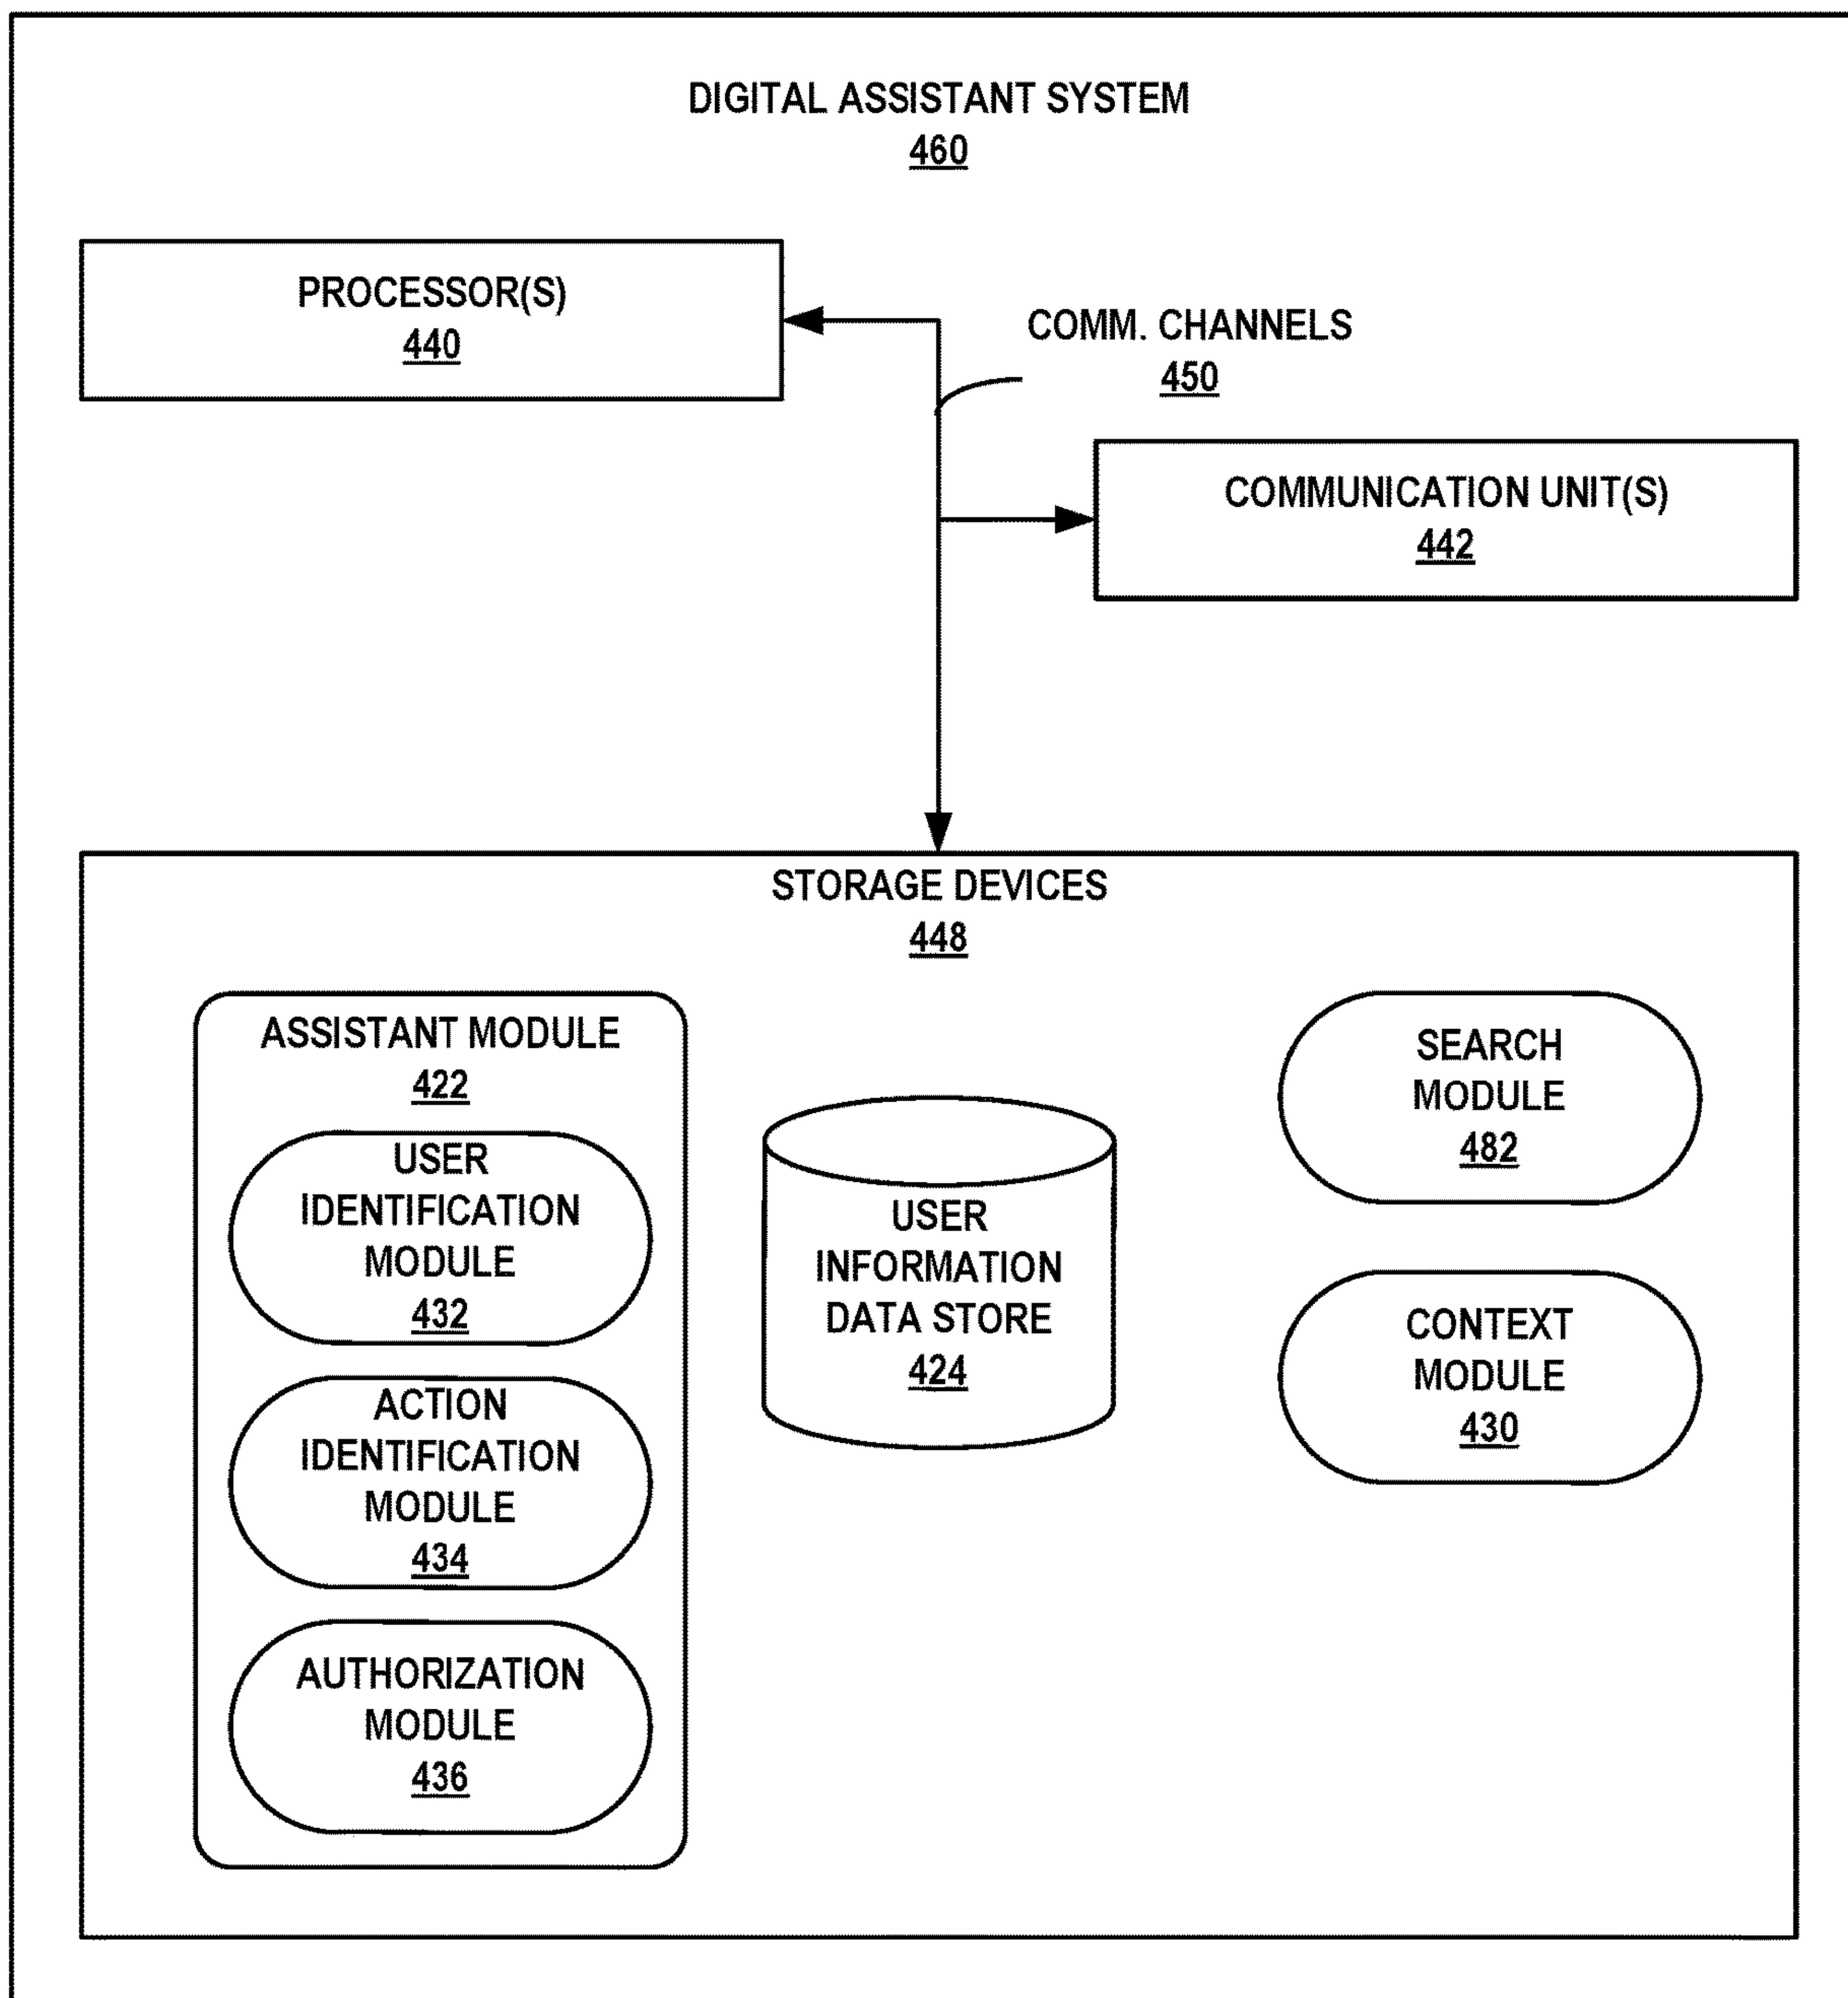 DIGITAL ASSISTANT SYSTEM
460
PROCESSOR(S)
440
COMM. CHANNELS
450
COMMUNICATION UNIT(S)
442
STORAGE DEVICES
448
ASSISTANT MODULE
422
USER
IDENTIFICATION
MODULE
432
ACTION
IDENTIFICATION
MODULE
434
AUTHORIZATION
MODULE
436
USER
INFORMATION
DATA STORE
424
SEARCH
MODULE
482
CONTEXT
MODULE
430